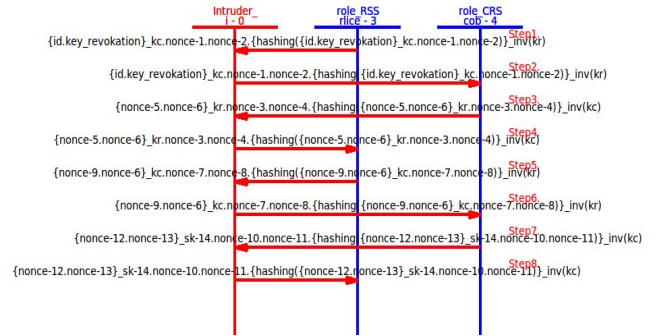 Intruder_ role_RSS role_CRS
i - 0 rlice - 3 cob - 4
Step1.
{id.key_revokation}_kc.nonce-1.nonce-2.{hashing({id.key_revokation}_kc.nonce-1.nonce-2)}_inv(kr)
Step2.
{id.key_revokation}_kc.nonce-1.nonce-2.{hashing({id.key_revokation}_kc.nonce-1.nonce-2)}_inv(kr)
Step3.
{nonce-5.nonce-6}_kr.nonce-3.nonce-4.{hashing({nonce-5.nonce-6}_kr.nonce-3.nonce-4)}_inv(kc)
Step4.
{nonce-5.nonce-6}_kr.nonce-3.nonce-4.{hashing({nonce-5.nonce-6}_kr.nonce-3.nonce-4)}_inv(kc)
Step5.
{nonce-9.nonce-6}_kc.nonce-7.nonce-8.{hashing({nonce-9.nonce-6}_kc.nonce-7.nonce-8)}_inv(kr)
Step6.
{nonce-9.nonce-6}_kc.nonce-7.nonce-8.{hashing({nonce-9.nonce-6}_kc.nonce-7.nonce-8)}_inv(kr)
Step7.
{nonce-12.nonce-13}_sk-14.nonce-10.nonce-11.{hashing({nonce-12.nonce-13}_sk-14.nonce-10.nonce-11)}_inv(kc)
Step8.
{nonce-12.nonce-13}_sk-14.nonce-10.nonce-11.{hashing({nonce-12.nonce-13}_sk-14.nonce-10.nonce-11)}_inv(kc)